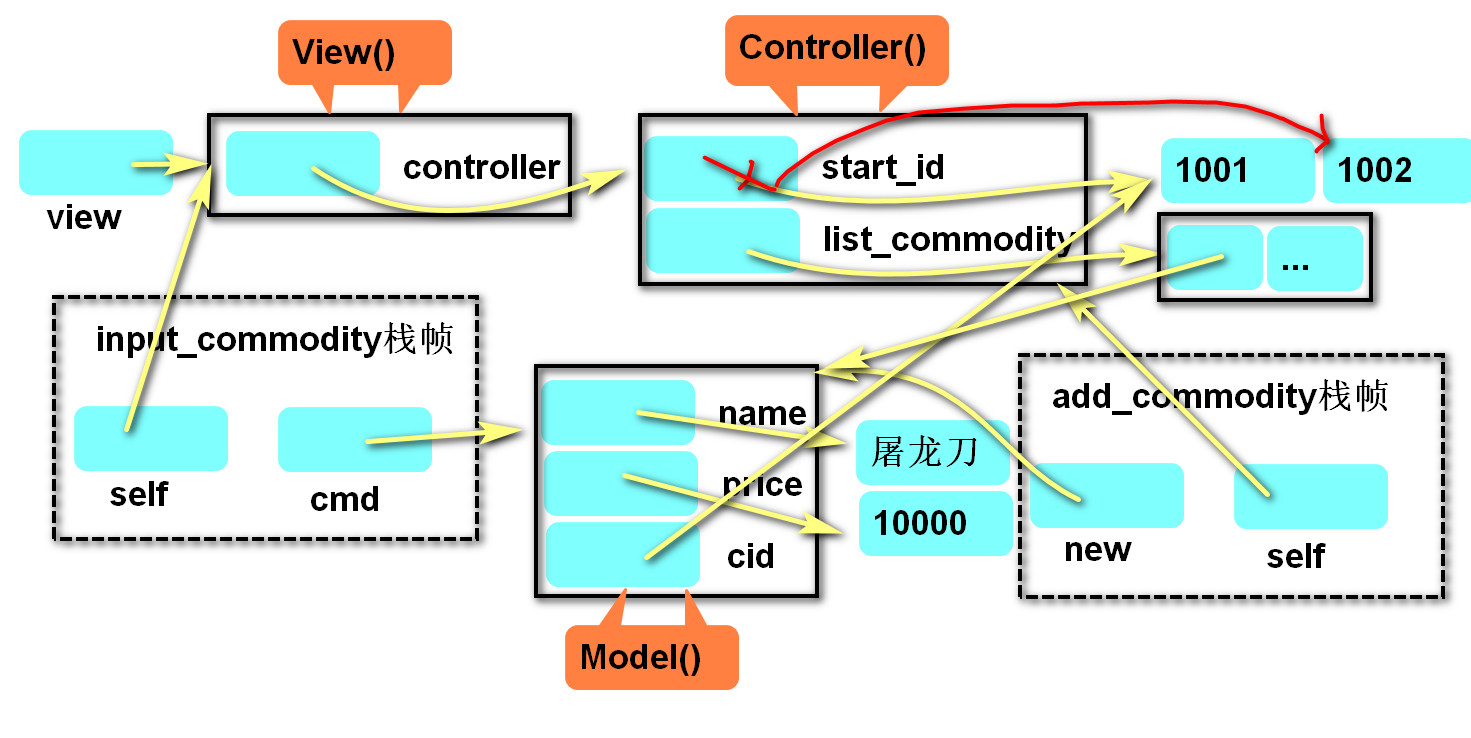 View()
Controller()
view
controller
start_id
list_commodity
1001
1002
...
input_commodity栈帧
self
cmd
name
price
cid
屠龙刀
10000
add_commodity栈帧
new
self
Model()